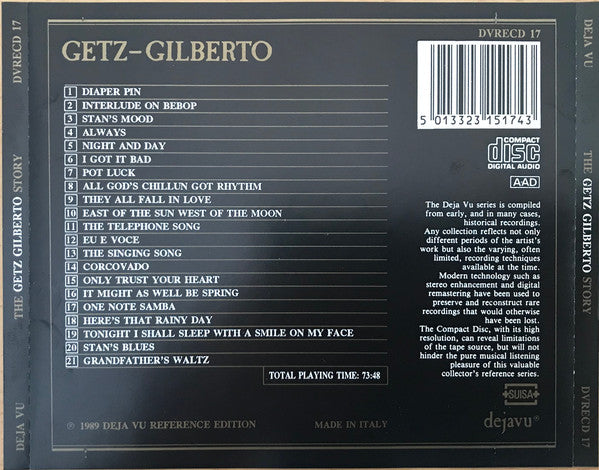 DVRECD 17
DEJA VU
THE GETZ GILBERTO STORY
DVRECD 17
GETZ-GILBERTO
DVRECD 17
1 DIAPER PIN
2 INTERLUDE ON BEBOP
3 STAN'S MOOD
4 ALWAYS
5 NIGHT AND DAY
6 I GOT IT BAD
7 POT LUCK
8 ALL GOD'S CHILLUN GOT RHYTHM
9 THEY ALL FALL IN LOVE
10 EAST OF THE SUN WEST OF THE MOON
11 THE TELEPHONE SONG
12 EU E VOCE
13 THE SINGING SONG
14 CORCOVADO
15 ONLY TRUST YOUR HEART
16 IT MIGHT AS WELL BE SPRING
17 ONE NOTE SAMBA
18 HERE'S THAT RAINY DAY
19 TONIGHT I SHALL SLEEP WITH A SMILE ON MY FACE
20 STAN'S BLUES
21 GRANDFATHER'S WALTZ
TOTAL PLAYING TIME: 73:48
℗ 1989 DEJA VU REFERENCE EDITION
MADE IN ITALY
5 013323 151743
COMPACT
disc
DIGITAL AUDIO
AAD
The Deja Vu series is compiled
from early, and in many cases,
historical recordings.
Any collection reflects not only
different periods of the artist's
work but also the varying, often
limited, recording techniques
available at the time.
Modern technology such as
stereo enhancement and digital
remastering have been used to
preserve and reconstruct rare
recordings that would otherwise
have been lost.
The Compact Disc, with its high
resolution, can reveal limitations
of the tape source, but will not
hinder the pure musical listening
pleasure of this valuable
collector's reference series.
SUISA
dejavu
DEJA VU
THE GETZ GILBERTO STORY
DVRECD 17